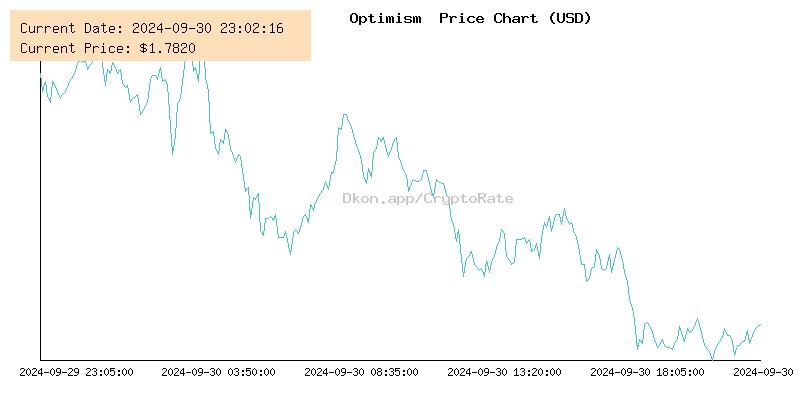 Optimism  Price Chart (USD)
Current Date: 2024-09-30 23:02:16
Current Price: $1.7820
Dkon.app/CryptoRate
2024-09-29 23:05:00 2024-09-30 03:50:00 2024-09-30 08:35:00 2024-09-30 13:20:00 2024-09-30 18:05:00 2024-09-30